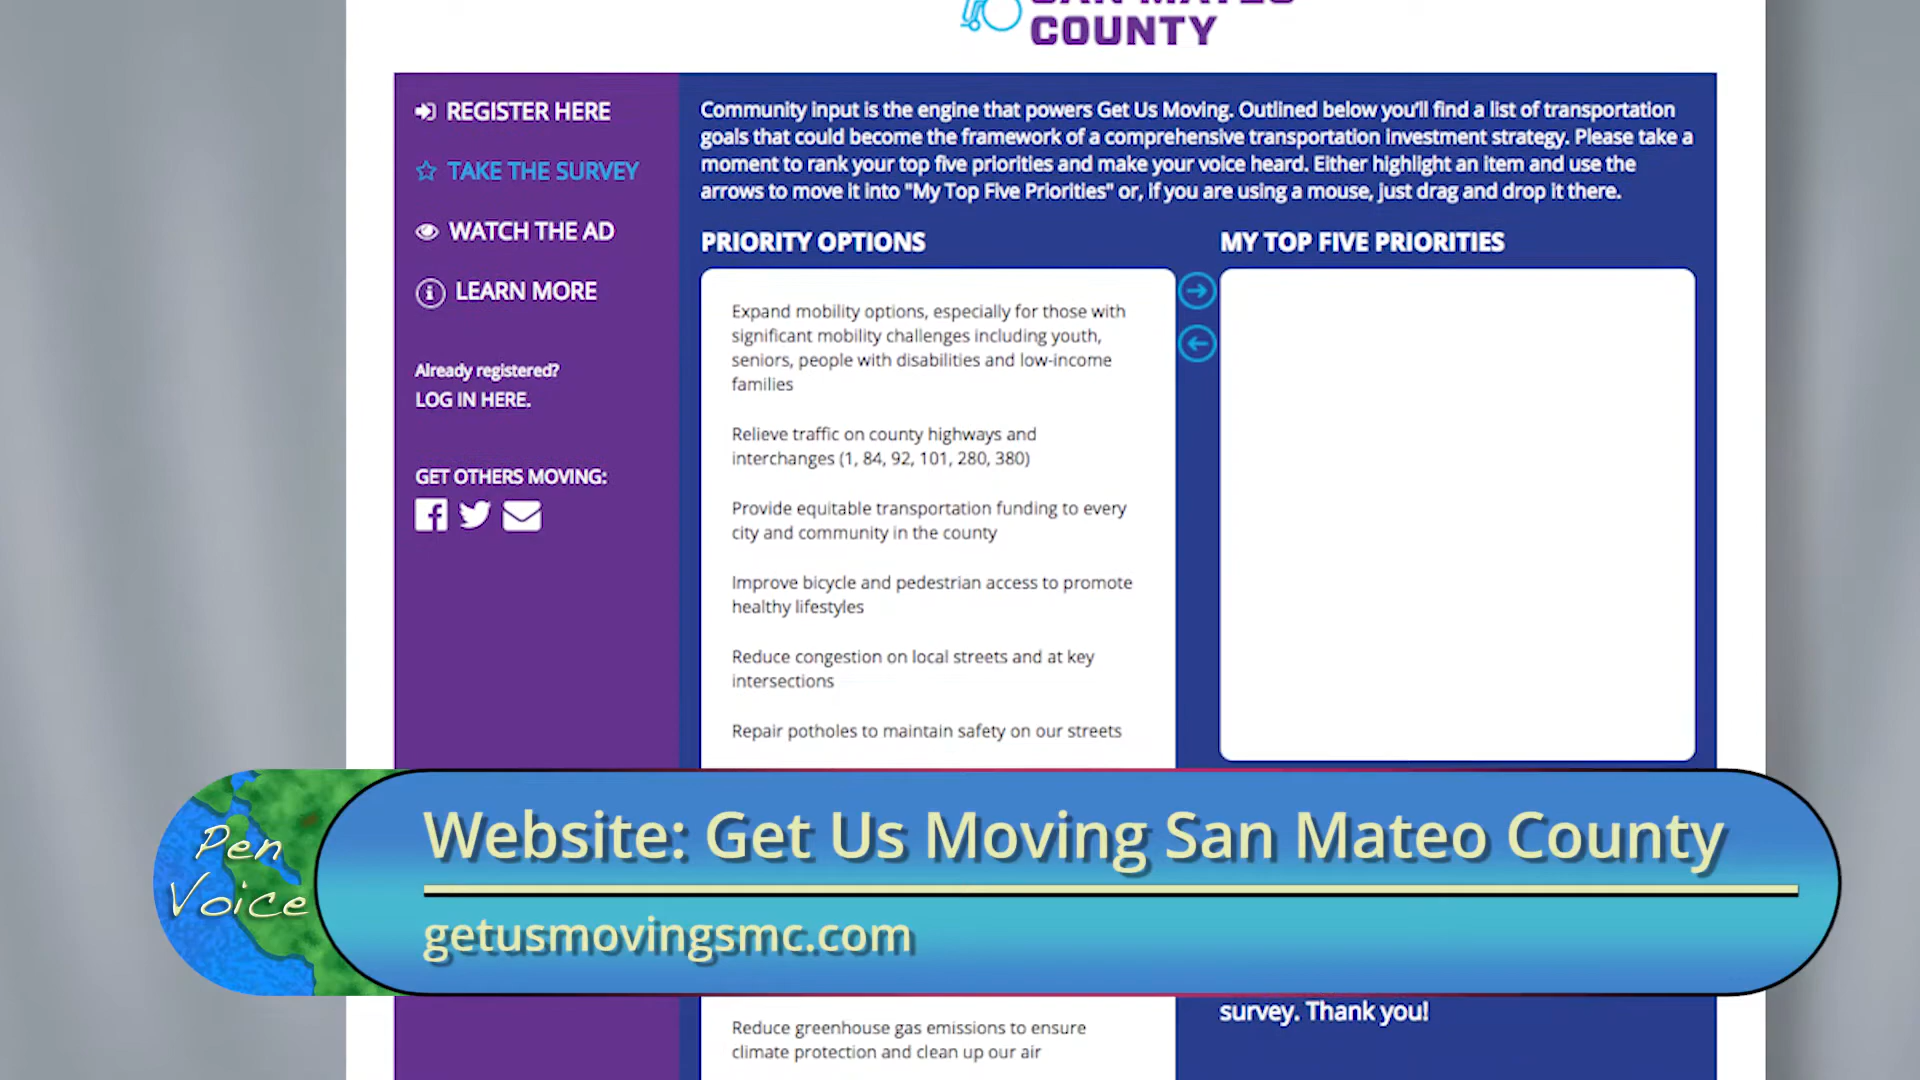 SAN MATEO
COUNTY
REGISTER HERE
TAKE THE SURVEY
WATCH THE AD
LEARN MORE
Already registered?
LOG IN HERE.
GET OTHERS MOVING:
Community input is the engine that powers Get Us Moving. Outlined below you'll find a list of transportation
goals that could become the framework of a comprehensive transportation investment strategy. Please take a
moment to rank your top five priorities and make your voice heard. Either highlight an item and use the
arrows to move it into "My Top Five Priorities" or, if you are using a mouse, just drag and drop it there.
PRIORITY OPTIONS
Expand mobility options, especially for those with
significant mobility challenges including youth,
seniors, people with disabilities and low-income
families
Relieve traffic on county highways and
interchanges (1, 84, 92, 101, 280, 380)
Provide equitable transportation funding to every
city and community in the county
Improve bicycle and pedestrian access to promote
healthy lifestyles
Reduce congestion on local streets and at key
intersections
Repair potholes to maintain safety on our streets
MY TOP FIVE PRIORITIES
Pen
Voice
Website: Get Us Moving San Mateo County
getusmovingsmc.com
survey. Thank you!
Reduce greenhouse gas emissions to ensure
climate protection and clean up our air